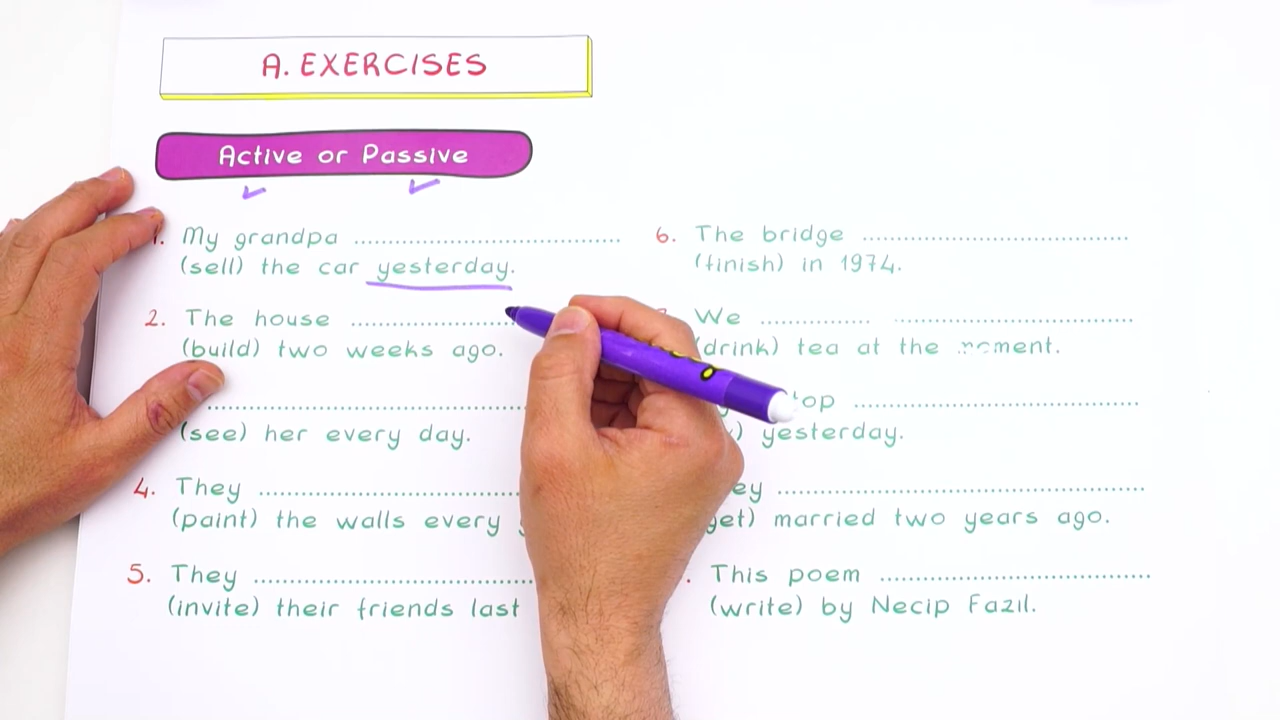 A. EXERCISES
Active or Passive
1. My grandpa ........................................
(sell) the car yesterday.
2. The house .........................
(build) two weeks ago.
................................................
(see) her every day.
4. They .......................................
(paint) the walls every
5. They .........................................
(invite) their friends last
6. The bridge ........................................
(finish) in 1974.
We ................ ....................................
(drink) tea at the moment.
...........................................
yesterday.
.......................................................
married two years ago.
. This poem .........................................
(write) by Necip Fazıl.